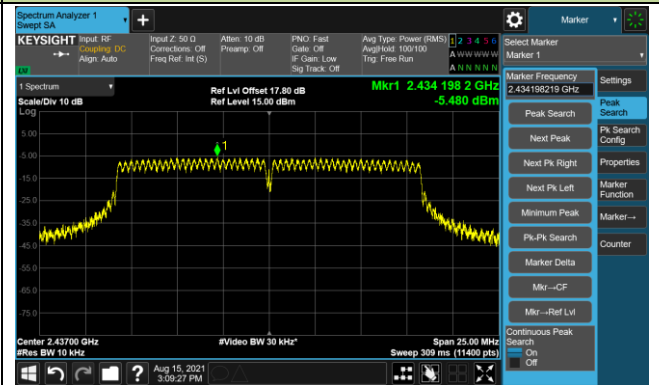 Spectrum Analyzer 1
Swept SA
KEYSIGHT
Input: RF
Coupling: DC
Align: Auto
Input Z: 50 Ω
Corrections: Off
Freq Ref: Int (S)
Atten: 10 dB
Preamp: Off
PNO: Fast
Gate: Off
IF Gain: Low
Sig Track: Off
Avg Type: Power (RMS)
Avg|Hold: 100/100
Trig: Free Run
1 2 3 4 5 6
A W W W W W
A N N N N N
LXI
1 Spectrum
Scale/Div 10 dB
Log
Ref Lvl Offset 17.80 dB
Ref Level 15.00 dBm
Mkr1 2.434 198 2 GHz
-5.480 dBm
1
5.00
-5.00
-15.0
-25.0
-35.0
-45.0
-55.0
-65.0
-75.0
Center 2.43700 GHz
#Res BW 10 kHz
#Video BW 30 kHz*
Span 25.00 MHz
Sweep 309 ms (11400 pts)
Aug 15, 2021
3:09:27 PM
Marker
Select Marker
Marker 1
Marker Frequency
2.434198219 GHz
Peak Search
Next Peak
Next Pk Right
Next Pk Left
Minimum Peak
Pk-Pk Search
Marker Delta
Mkr→CF
Mkr→Ref Lvl
Continuous Peak
Search
On
Off
Settings
Peak
Search
Pk Search
Config
Properties
Marker
Function
Marker→
Counter